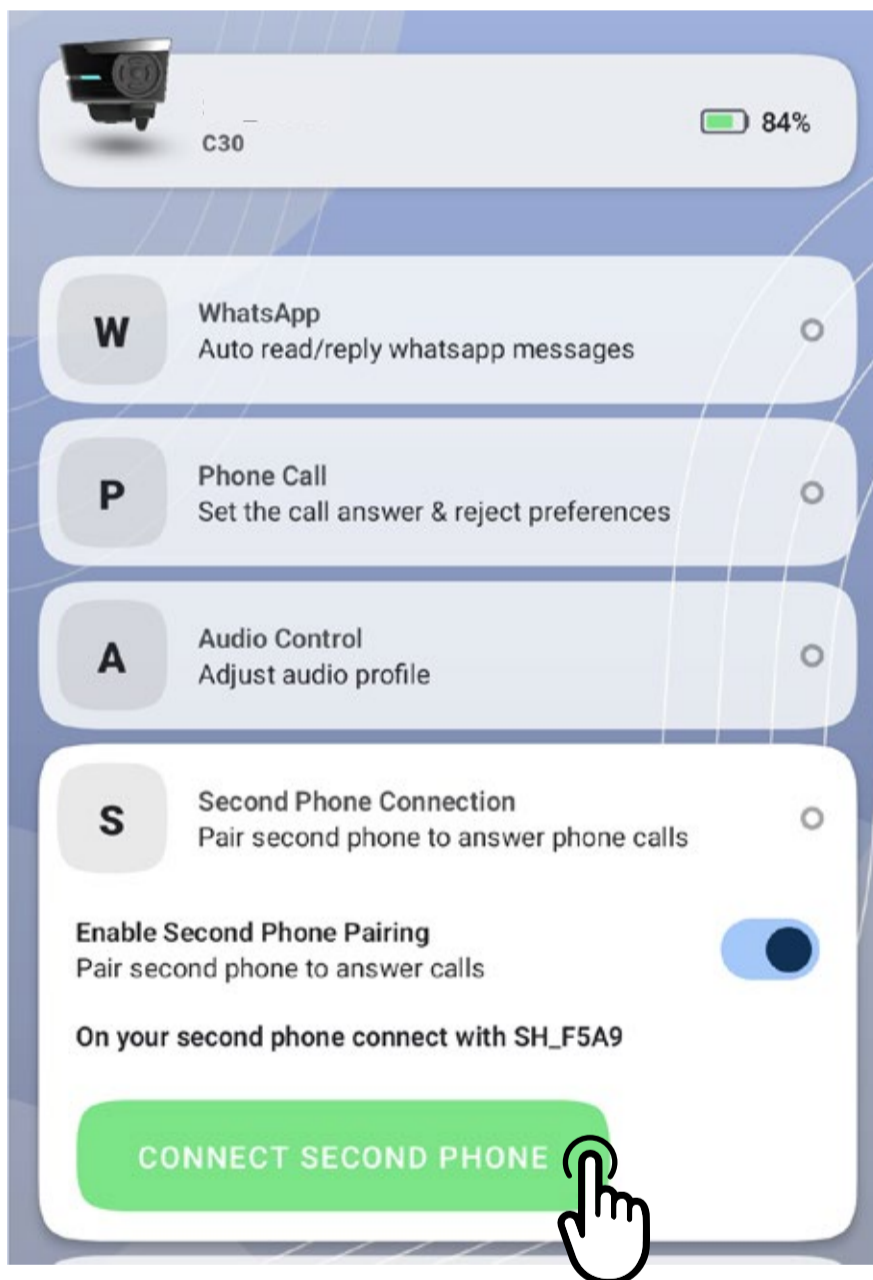 C30
84%
W
WhatsApp
Auto read/reply whatsapp messages
P
Phone Call
Set the call answer & reject preferences
A
Audio Control
Adjust audio profile
S
Second Phone Connection
Pair second phone to answer phone calls
Enable Second Phone Pairing
Pair second phone to answer calls
On your second phone connect with SH_F5A9
CONNECT SECOND PHONE